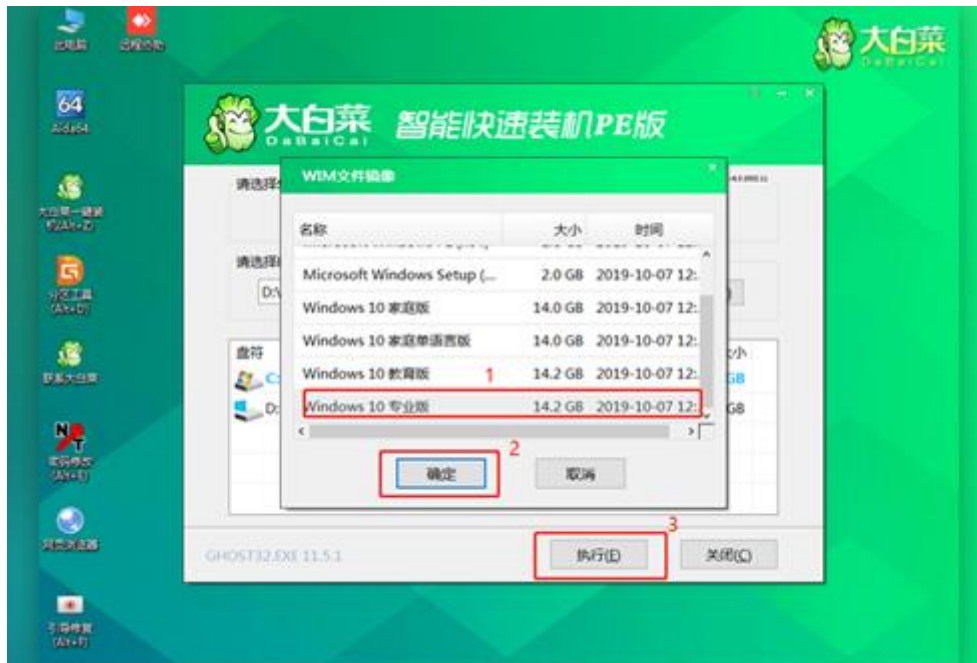 此电脑
远程协助
大白菜
DaBaiCai
64
Aida64
大白菜一键装
机(Alt+Z)
分区工具
(Alt+D)
联系大白菜
NT
密码修改
(Alt+F)
网页浏览器
引导修复
(Alt+F)
大白菜
DaBaiCai
智能快速装机PE版
请选择
WIM文件镜像
名称 大小 时间
Microsoft Windows Setup (... 2.0 GB 2019-10-07 12:
请选择
D:\
Windows 10 家庭版 14.0 GB 2019-10-07 12:
Windows 10 家庭单语言版 14.0 GB 2019-10-07 12:
盘符
Windows 10 教育版 14.2 GB 2019-10-07 12:
1
C:
GB
Windows 10 专业版 14.2 GB 2019-10-07 12:
D:
GB
2
确定 取消
3
GHOST32.EXE 11.5.1 执行(E) 关闭(C)